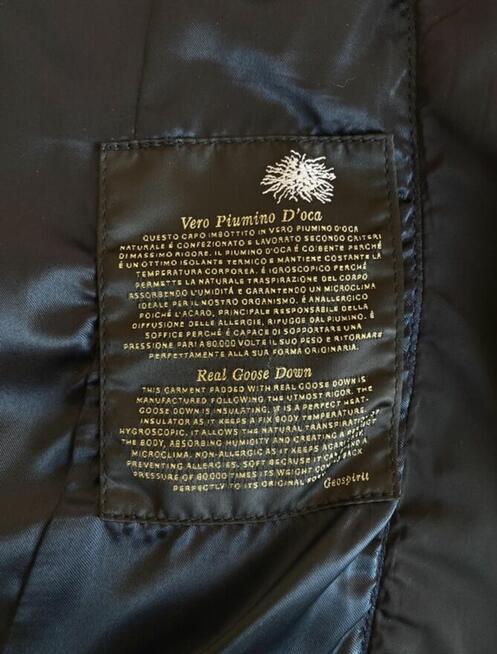 Vero Piumino D'oca
QUESTO CAPO IMBOTTITO IN VERO PIUMINO D'OCA
NATURALE É CONFEZIONATO E LAVORATO SECONDO CRITERI
DI MASSIMO RIGORE. IL PIUMINO D'OCA É COIBENTE PERCHÉ
É UN OTTIMO ISOLANTE TERMICO E MANTIENE COSTANTE LA
TEMPERATURA CORPOREA. É IGROSCOPICO PERCHÉ
PERMETTE LA NATURALE TRASPIRAZIONE DEL CORPO
ASSORBENDO L'UMIDITÁ E GARANTENDO UN MICROCLIMA
IDEALE PER IL NOSTRO ORGANISMO. É ANALLERGICO
POICHÉ L'ACARO, PRINCIPALE RESPONSABILE DELLA
DIFFUSIONE DELLE ALLERGIE, RIFUGGE DAL PIUMINO. É
SOFFICE PERCHÉ É CAPACE DI SOPPORTARE UNA
PRESSIONE PARI A 80.000 VOLTE IL SUO PESO E RITORNARE
PERFETTAMENTE ALLA SUA FORMA ORIGINARIA.
Real Goose Down
THIS GARMENT PADDED WITH REAL GOOSE DOWN IS
MANUFACTURED FOLLOWING THE UTMOST RIGOR. THE
GOOSE DOWN IS INSULATING, IT IS A PERFECT HEAT-
INSULATOR AS IT KEEPS A FIX BODY TEMPERATURE.
HYGROSCOPIC. IT ALLOWS THE NATURAL TRANSPIRATION OF
THE BODY, ABSORBING HUMIDITY AND CREATING AN
MICROCLIMA. NON-ALLERGIC AS IT KEEPS AND A
PREVENTING ALLERGIES. SOFT BECAUSE IT CAN BACK
PRESSURE OF 80.000 TIMES ITS WEIGHT COMING
PERFECTLY TO ITS ORIGINAL
Geospirit